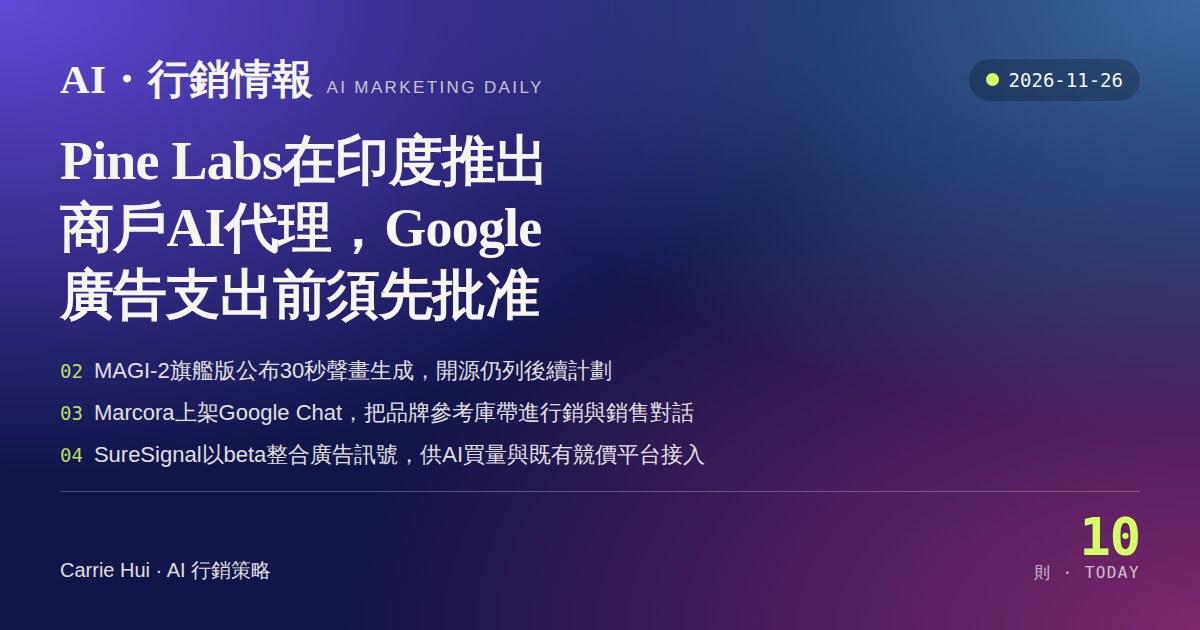 AI・行銷情報 AI MARKETING DAILY
2026-11-26
Pine Labs在印度推出
商戶AI代理，Google
廣告支出前須先批准
02 MAGI-2旗艦版公布30秒聲畫生成，開源仍列後續計劃
03 Marcora上架Google Chat，把品牌參考庫帶進行銷與銷售對話
04 SureSignal以beta整合廣告訊號，供AI買量與既有競價平台接入
Carrie Hui · AI 行銷策略
10
則 · TODAY